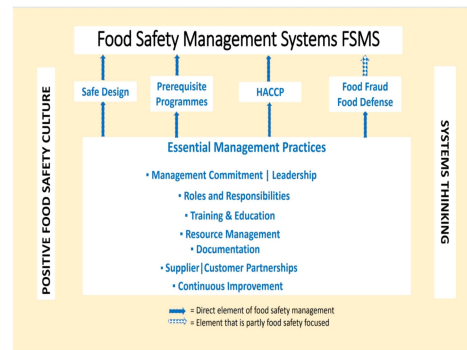 Food Safety Management Systems FSMS
POSITIVE FOOD SAFETY CULTURE
Safe Design
Prerequisite
Programmes
HACCP
Food Fraud
Food Defense
Essential Management Practices
• Management Commitment | Leadership
• Roles and Responsibilities
• Training & Education
• Resource Management
• Documentation
• Supplier|Customer Partnerships
• Continuous Improvement
SYSTEMS THINKING
= Direct element of food safety management
= Element that is partly food safety focused